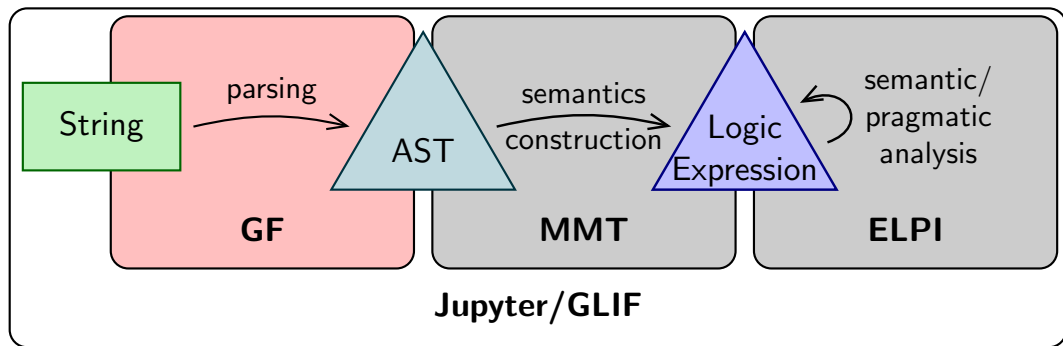 String
parsing
AST
semantics
construction
Logic
Expression
semantic/
pragmatic
analysis
GF
MMT
ELPI
Jupyter/GLIF